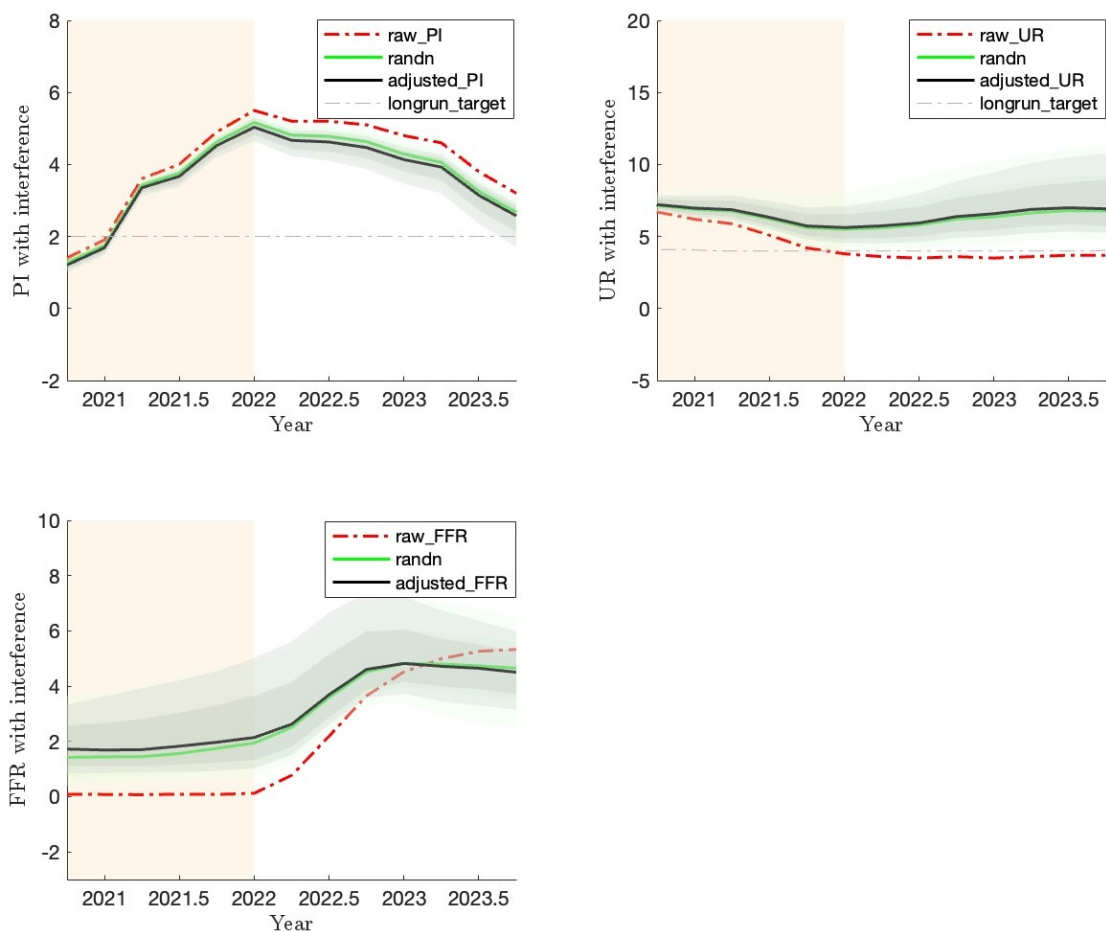 8
6
4
2
0
-2
PI with interference
raw_PI
randn
adjusted_PI
longrun_target
2021 2021.5 2022 2022.5 2023 2023.5
Year
20
15
10
5
0
-5
UR with interference
raw_UR
randn
adjusted_UR
longrun_target
2021 2021.5 2022 2022.5 2023 2023.5
Year
10
8
6
4
2
0
-2
FFR with interference
raw_FFR
randn
adjusted_FFR
2021 2021.5 2022 2022.5 2023 2023.5
Year